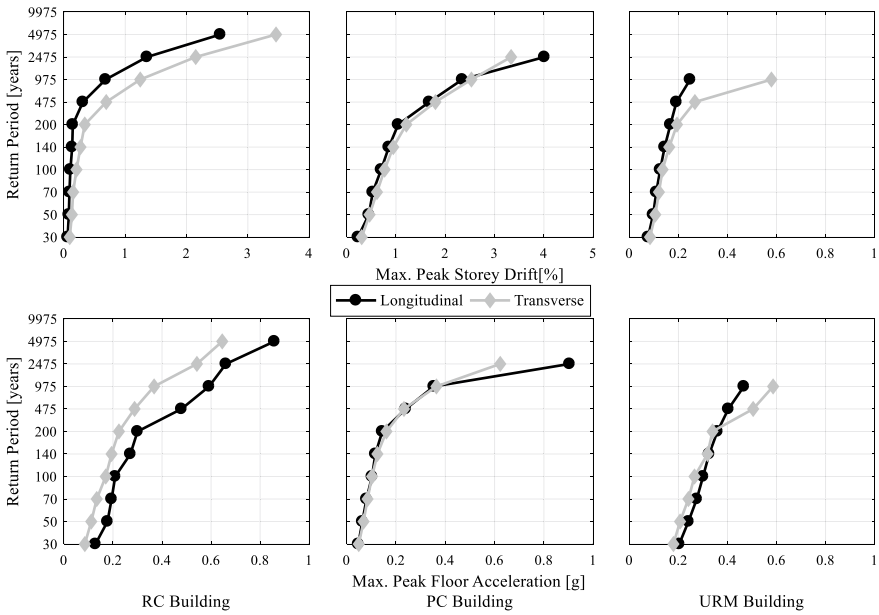 9975
4975
2475
975
475
200
140
100
70
50
30
Return Period [years]
0 1 2 3 4
0 1 2 3 4 5
0 0.2 0.4 0.6 0.8 1
Max. Peak Storey Drift[%]
Longitudinal Transverse
9975
4975
2475
975
475
200
140
100
70
50
30
Return Period [years]
0 0.2 0.4 0.6 0.8 1
0 0.2 0.4 0.6 0.8 1
0 0.2 0.4 0.6 0.8 1
Max. Peak Floor Acceleration [g]
RC Building PC Building URM Building